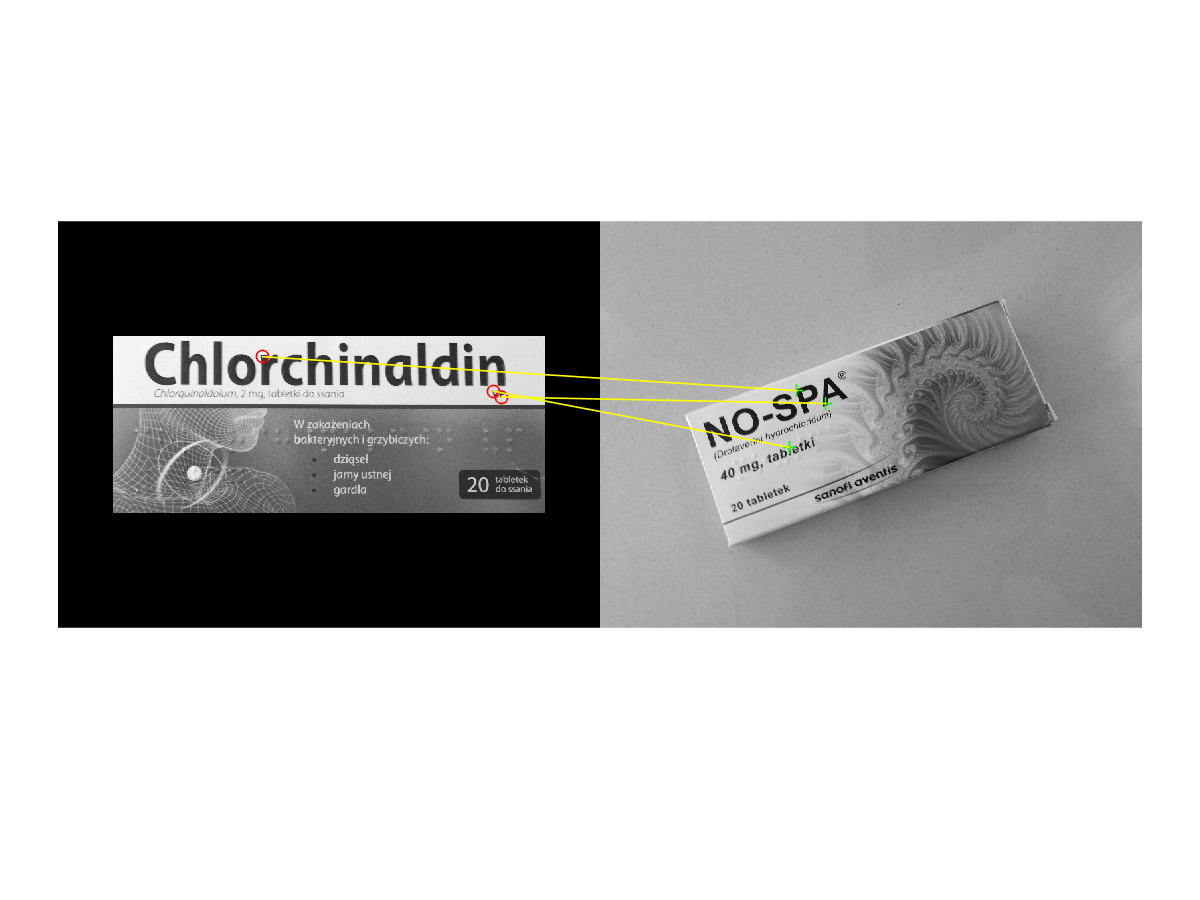 Chlorchinaldin
Chlorquinaldolum, 2 mg, tabletki do ssania
W zakażeniach
bakteryjnych i grzybiczych:
• dziąseł
• jamy ustnej
• gardła
20 tabletek
do ssania
NO-SPA®
(Drotaverini hydrochloridum)
40 mg, tabletki
20 tabletek
sanofi aventis